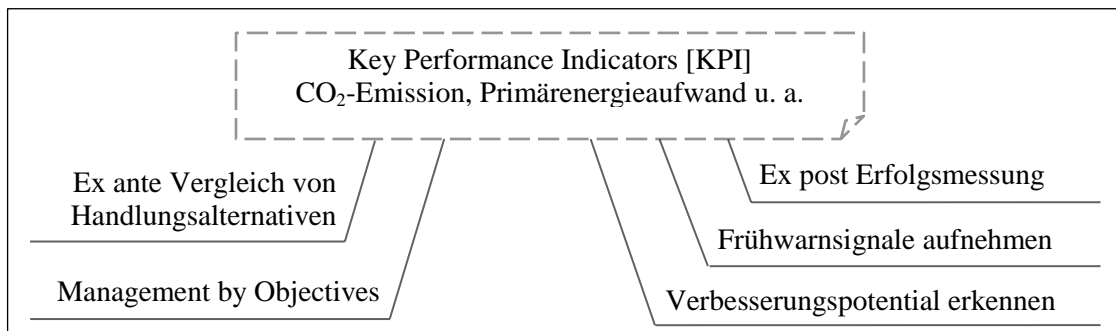 Key Performance Indicators [KPI]
CO₂-Emission, Primärenergieaufwand u. a.
Ex ante Vergleich von
Handlungsalternativen
Management by Objectives
Ex post Erfolgsmessung
Frühwarnsignale aufnehmen
Verbesserungspotential erkennen